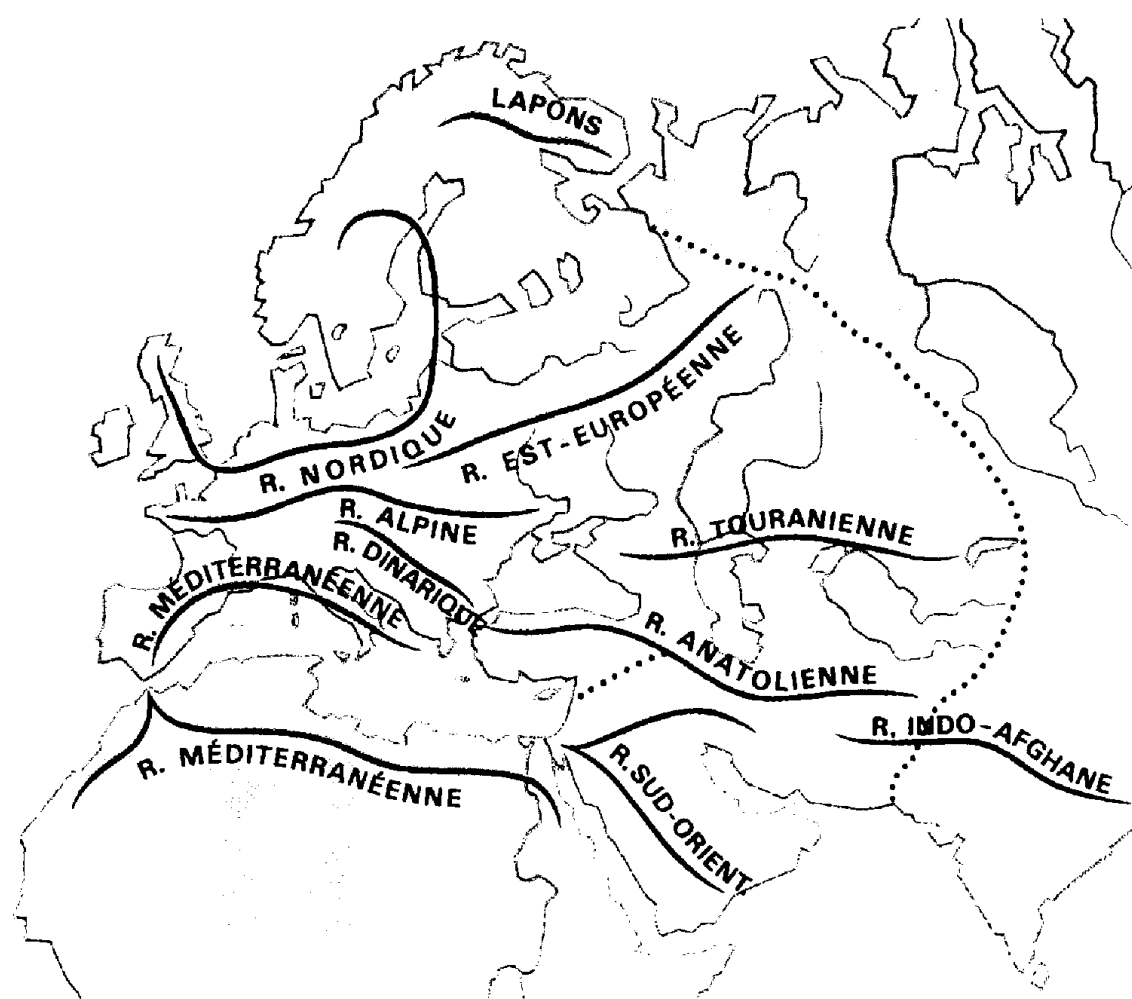 LAPONS
R. NORDIQUE
R. EST-EUROPÉENNE
R. ALPINE
R. DINARIQUE
R. TOURANIENNE
R. MÉDITERRANÉENNE
R. ANATOLIENNE
R. INDO-AFGHANE
R. MÉDITERRANÉENNE
R. SUD-ORIENT.